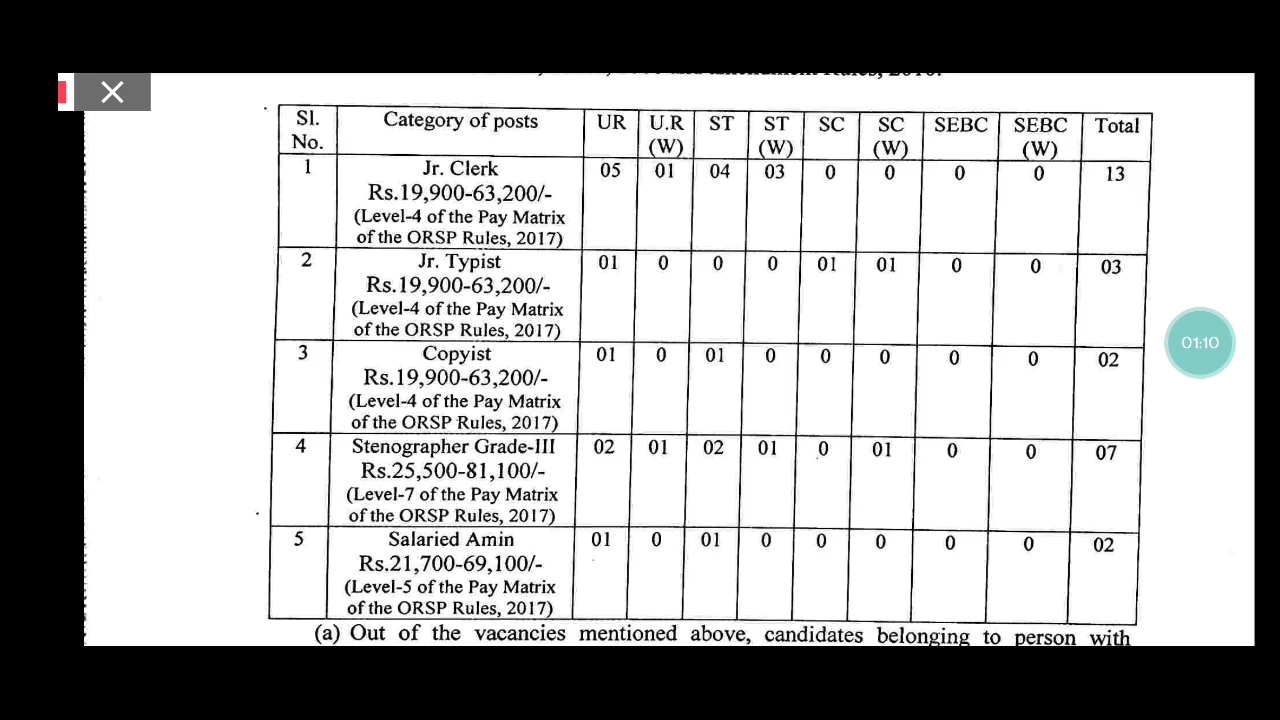 Sl. No. Category of posts UR U.R (W) ST ST (W) SC SC (W) SEBC SEBC (W) Total
1 Jr. Clerk 05 01 04 03 0 0 0 0 13
Rs.19,900-63,200/-
(Level-4 of the Pay Matrix
of the ORSP Rules, 2017)
2 Jr. Typist 01 0 0 0 01 01 0 0 03
Rs.19,900-63,200/-
(Level-4 of the Pay Matrix
of the ORSP Rules, 2017)
3 Copyist 01 0 01 0 0 0 0 0 02
Rs.19,900-63,200/-
(Level-4 of the Pay Matrix
of the ORSP Rules, 2017)
4 Stenographer Grade-III 02 01 02 01 0 01 0 0 07
Rs.25,500-81,100/-
(Level-7 of the Pay Matrix
of the ORSP Rules, 2017)
5 Salaried Amin 01 0 01 0 0 0 0 0 02
Rs.21,700-69,100/-
(Level-5 of the Pay Matrix
of the ORSP Rules, 2017)
(a) Out of the vacancies mentioned above, candidates belonging to person with
01:10